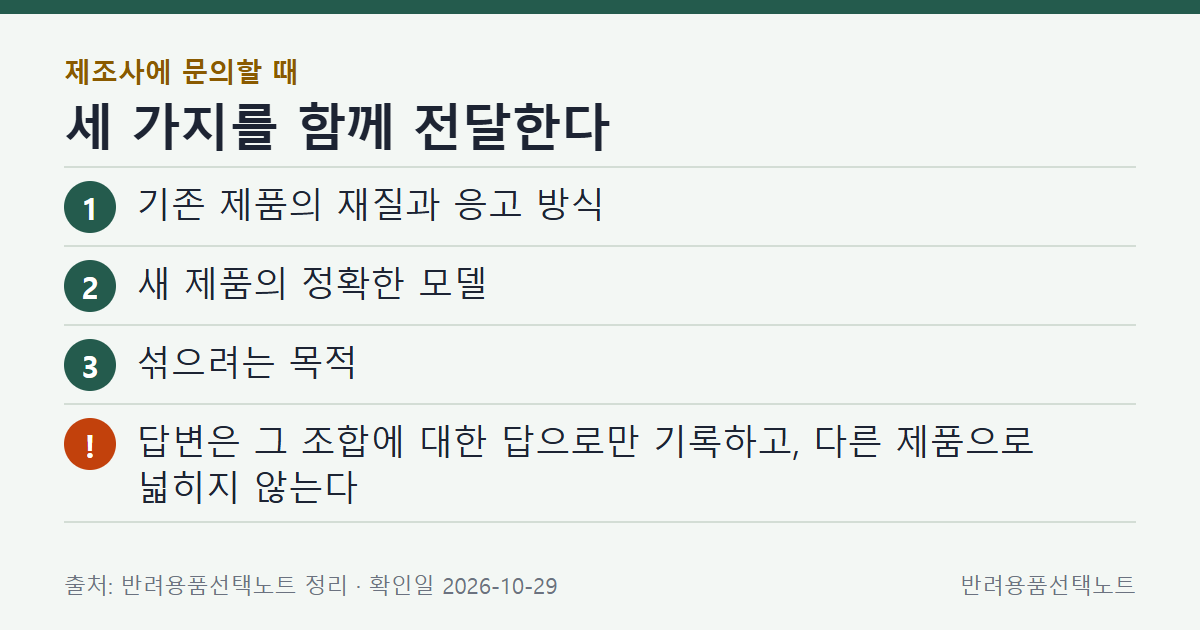 제조사에 문의할 때
세 가지를 함께 전달한다
1 기존 제품의 재질과 응고 방식
2 새 제품의 정확한 모델
3 섞으려는 목적
! 답변은 그 조합에 대한 답으로만 기록하고, 다른 제품으로
넓히지 않는다
출처: 반려용품선택노트 정리 · 확인일 2026-10-29
반려용품선택노트